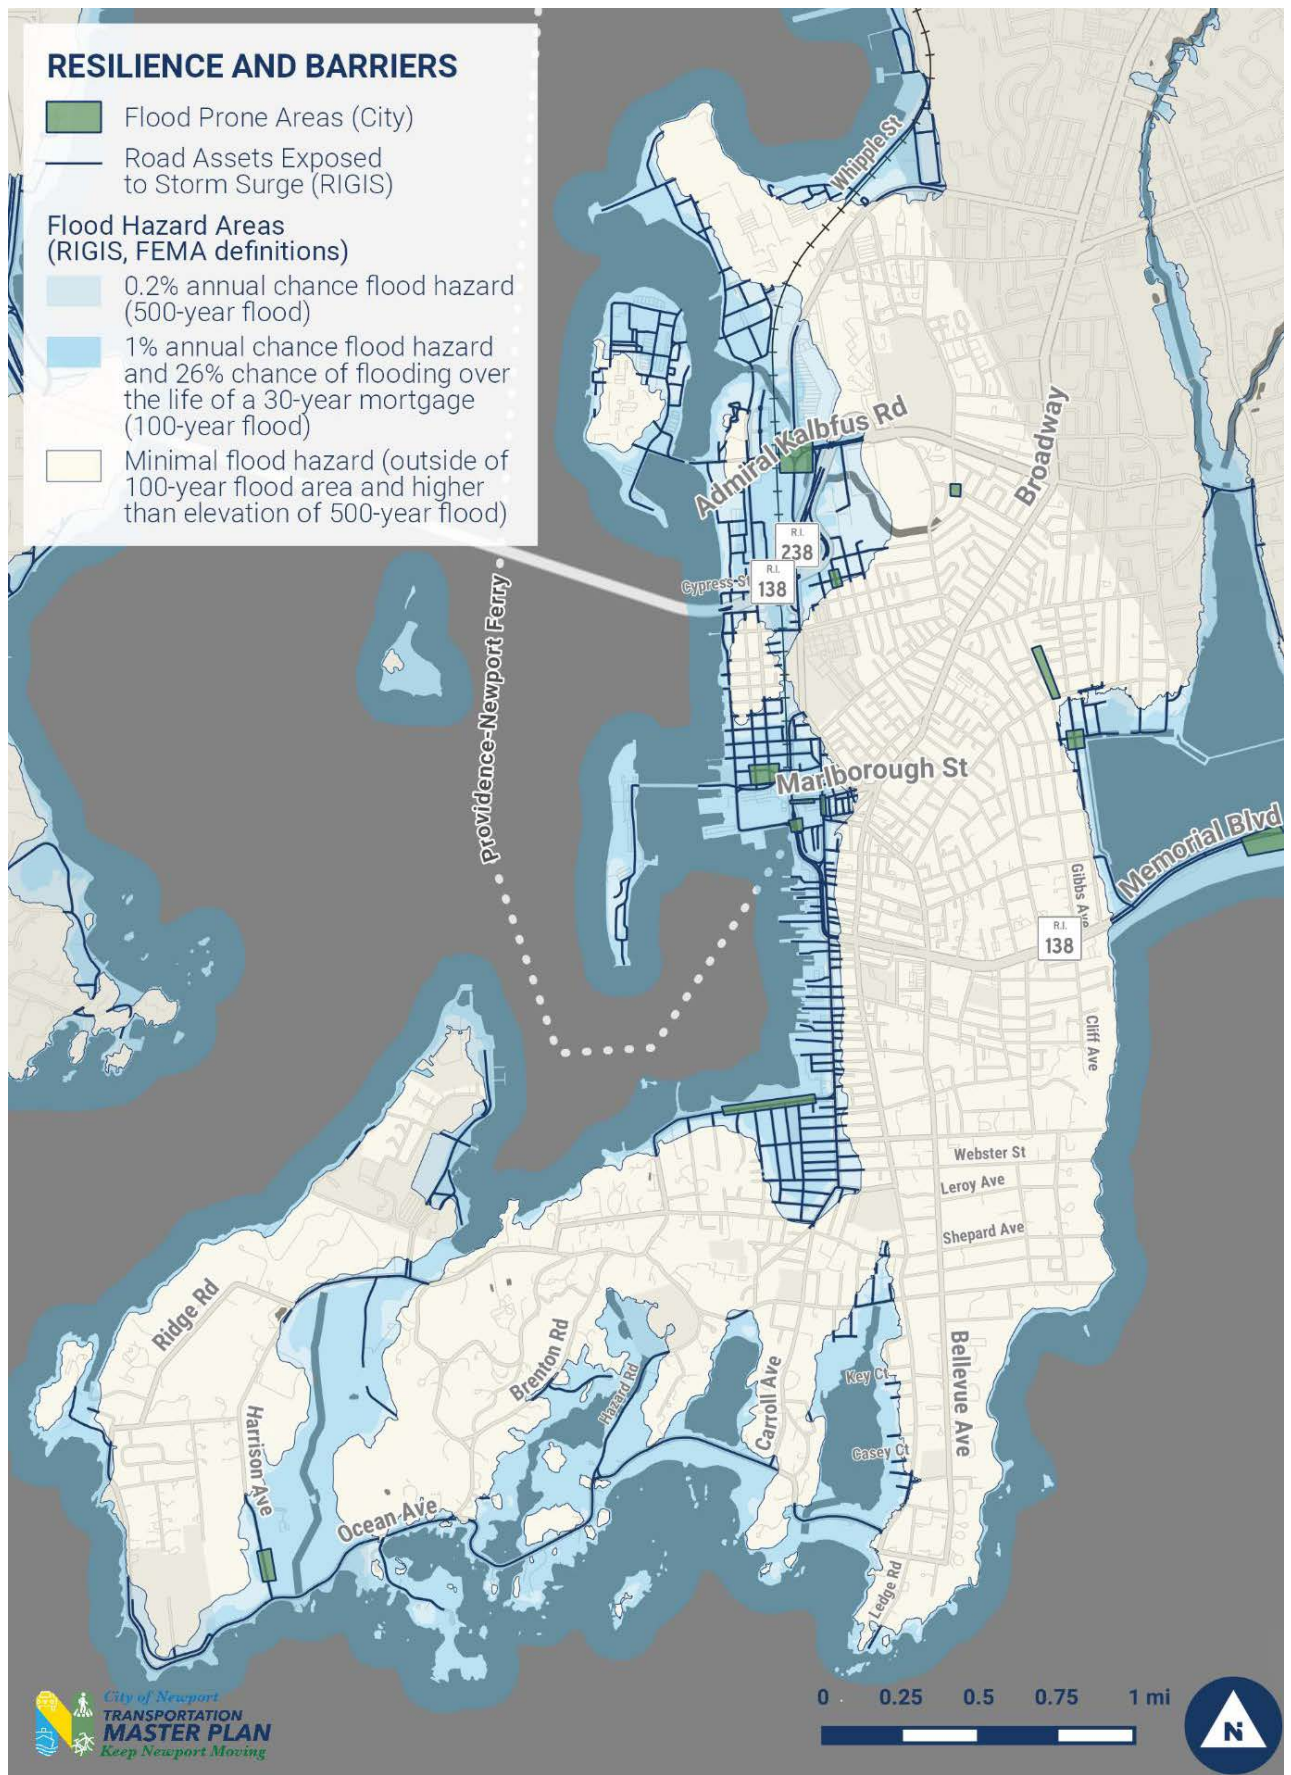 RESILIENCE AND BARRIERS
Flood Prone Areas (City)
Road Assets Exposed
to Storm Surge (RIGIS)
Flood Hazard Areas
(RIGIS, FEMA definitions)
0.2% annual chance flood hazard
(500-year flood)
1% annual chance flood hazard
and 26% chance of flooding over
the life of a 30-year mortgage
(100-year flood)
Minimal flood hazard (outside of
100-year flood area and higher
than elevation of 500-year flood)
Whipple St
Admiral Kalbfus Rd
Broadway
R.I.
238
R.I.
138
Cypress St
Providence-Newport Ferry
Marlborough St
Memorial Blvd
Gibbs Ave
R.I.
138
Cliff Ave
Webster St
Leroy Ave
Shepard Ave
Ridge Rd
Brenton Rd
Hazard Rd
Carroll Ave
Key Ct
Bellevue Ave
Harrison Ave
Casey Ct
Ocean Ave
Ledge Rd
City of Newport
TRANSPORTATION
MASTER PLAN
Keep Newport Moving
0 0.25 0.5 0.75 1 mi
N